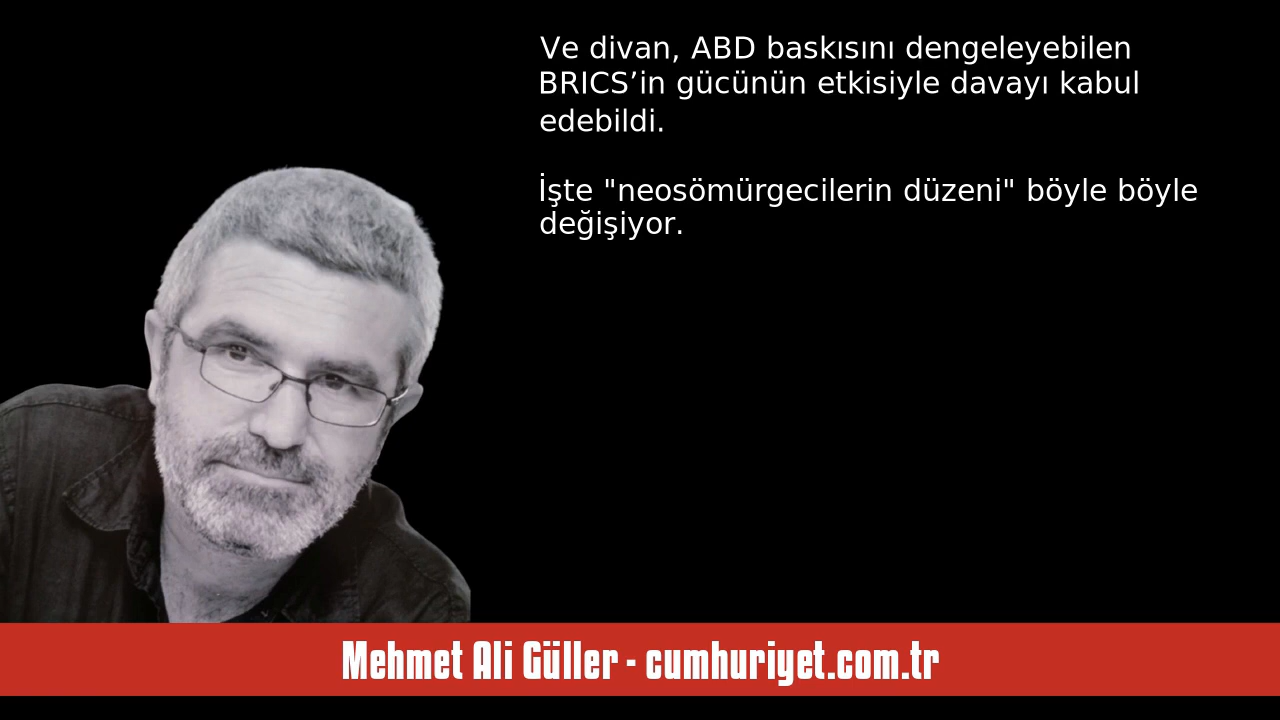 Ve divan, ABD baskısını dengeleyebilen
BRICS’in gücünün etkisiyle davayı kabul
edebildi.
İşte "neosömürgecilerin düzeni" böyle böyle
değişiyor.
Mehmet Ali Güller - cumhuriyet.com.tr